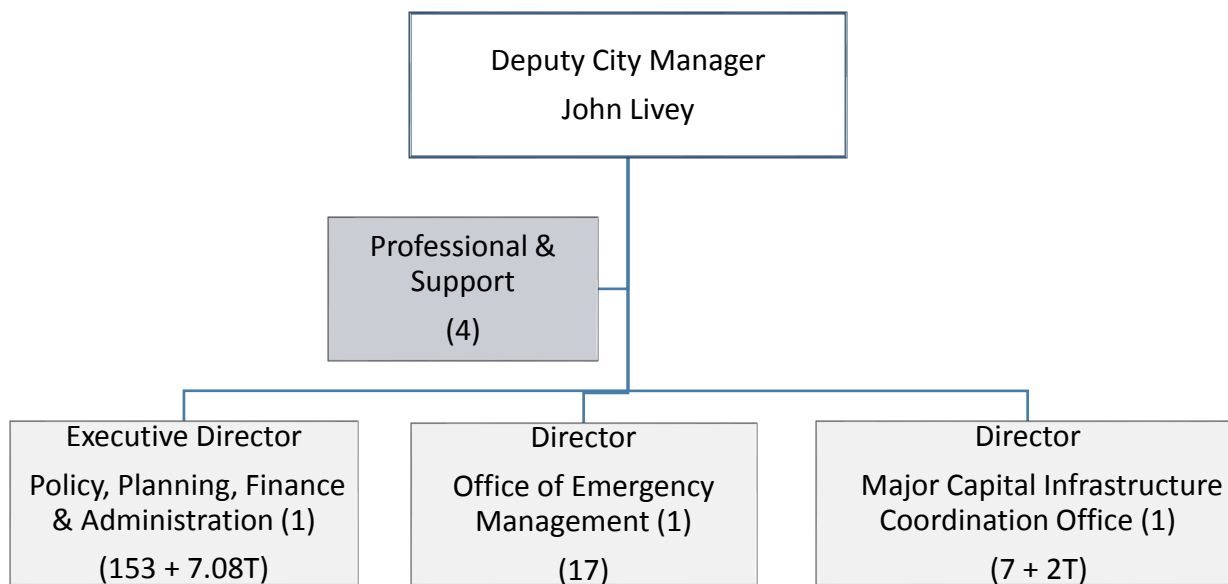 Deputy City Manager
John Livey
Professional &
Support
(4)
Executive Director
Policy, Planning, Finance
& Administration (1)
(153 + 7.08T)
Director
Office of Emergency
Management (1)
(17)
Director
Major Capital Infrastructure
Coordination Office (1)
(7 + 2T)